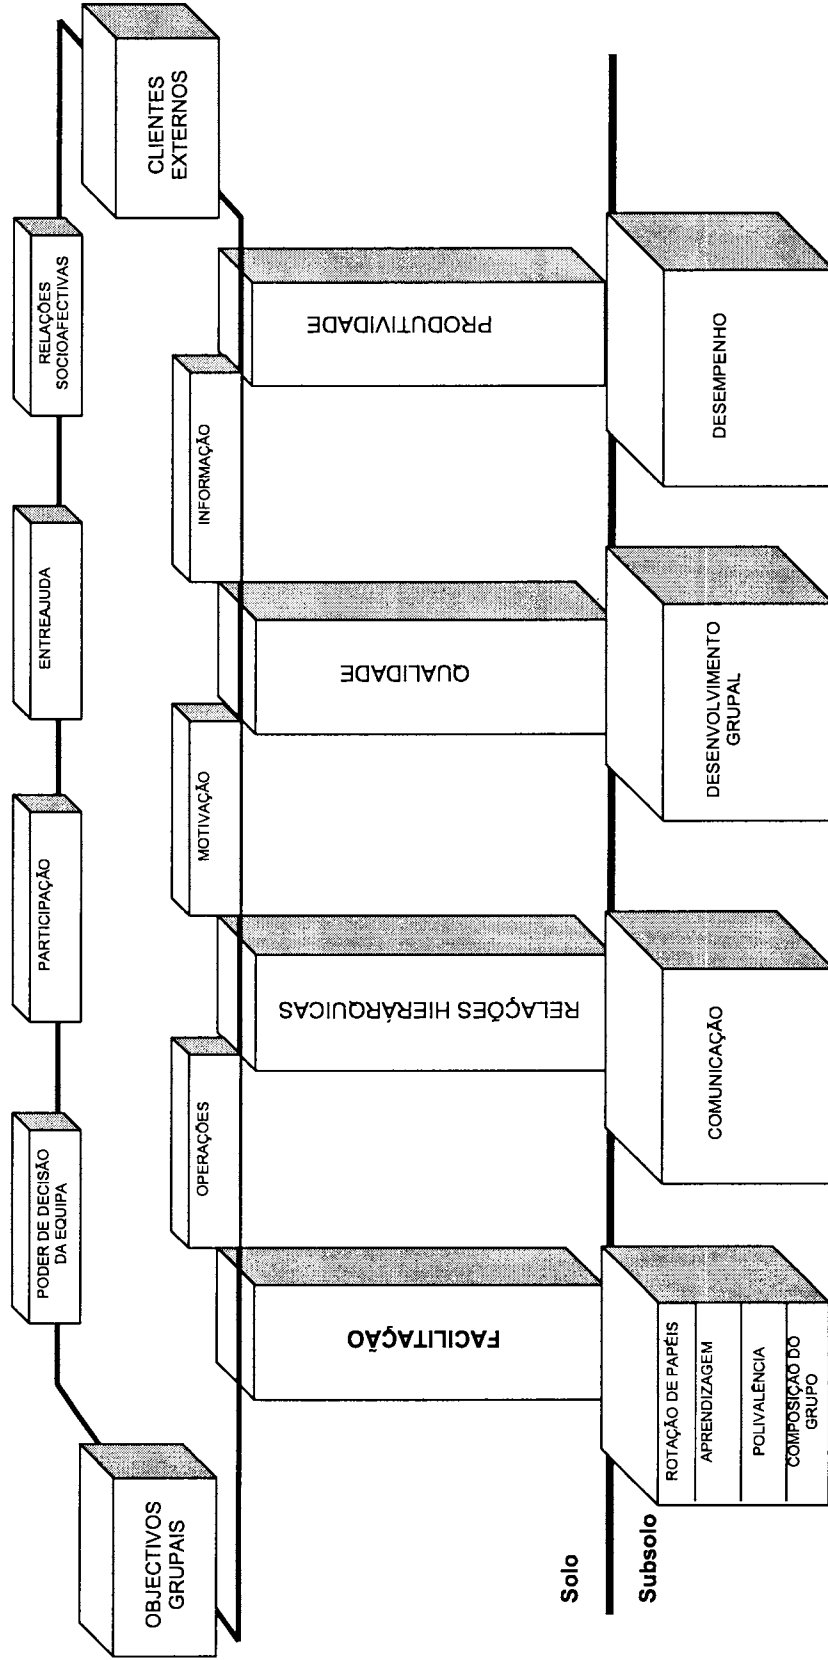 PODER DE DECISÃO
DA EQUIPA
PARTICIPAÇÃO
ENTREAJUDA
RELAÇÕES
SOCIOAFECTIVAS
OBJECTIVOS
GRUPAIS
CLIENTES
EXTERNOS
OPERAÇÕES
MOTIVAÇÃO
INFORMAÇÃO
FACILITAÇÃO
RELAÇÕES HIERÁRQUICAS
QUALIDADE
PRODUTIVIDADE
Solo
Subsolo
ROTAÇÃO DE PAPÉIS
APRENDIZAGEM
POLIVALÊNCIA
COMPOSIÇÃO DO
GRUPO
COMUNICAÇÃO
DESENVOLVIMENTO
GRUPAL
DESEMPENHO